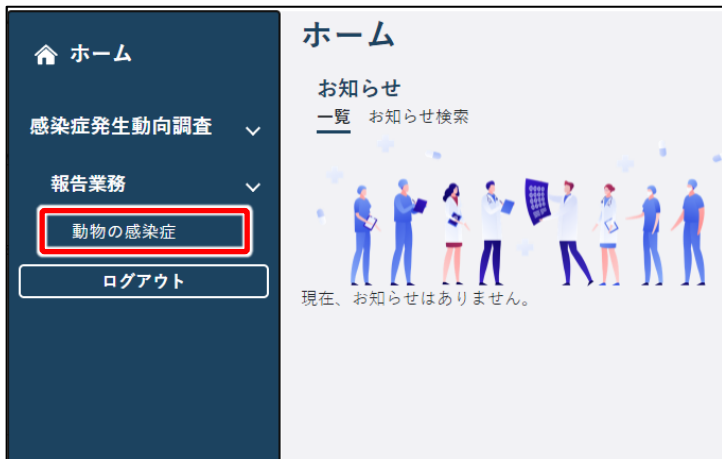 ホーム
感染症発生動向調査
報告業務
動物の感染症
ログアウト
ホーム
お知らせ
一覧 お知らせ検索
現在、お知らせはありません。